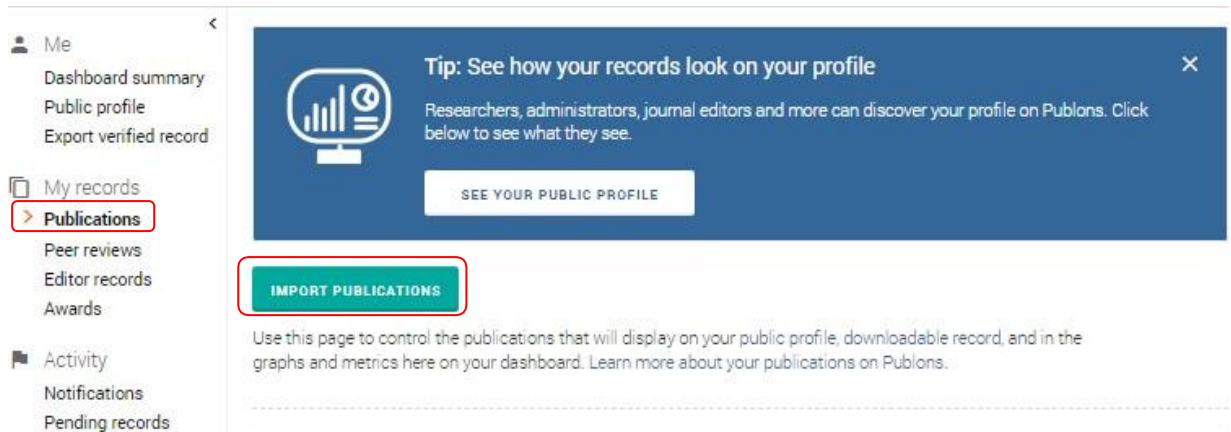 Me
Dashboard summary
Public profile
Export verified record
My records
Publications
Peer reviews
Editor records
Awards
Activity
Notifications
Pending records
Tip: See how your records look on your profile
Researchers, administrators, journal editors and more can discover your profile on Publons. Click
below to see what they see.
SEE YOUR PUBLIC PROFILE
IMPORT PUBLICATIONS
Use this page to control the publications that will display on your public profile, downloadable record, and in the
graphs and metrics here on your dashboard. Learn more about your publications on Publons.